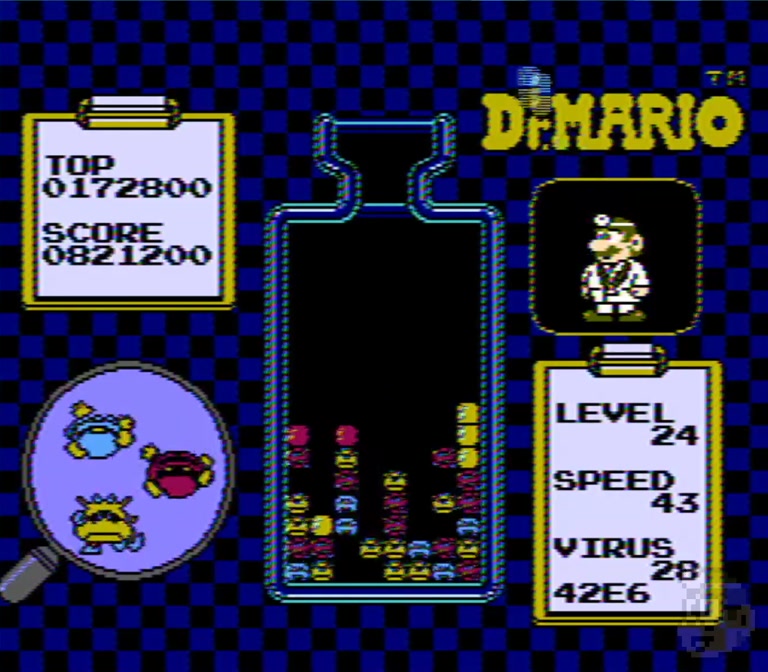 TM
Dr.MARIO
TOP
0172800
SCORE
0821200
LEVEL
24
SPEED
43
VIRUS
28
42E6